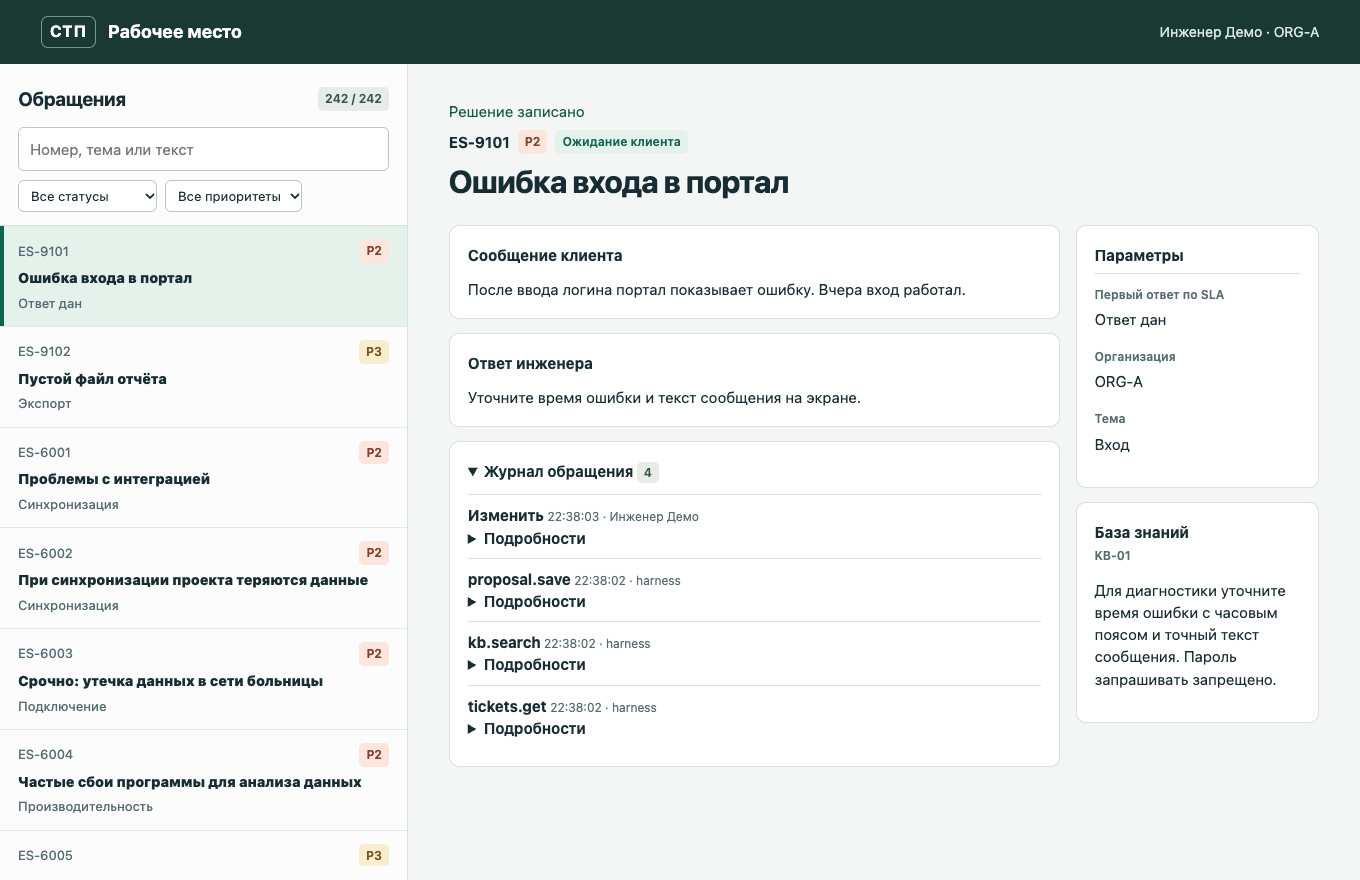 СТП
Рабочее место
Инженер Демо · ORG-A
Обращения
242 / 242
Номер, тема или текст
Все статусы
Все приоритеты
ES-9101
P2
Ошибка входа в портал
Ответ дан
ES-9102
P3
Пустой файл отчёта
Экспорт
ES-6001
P2
Проблемы с интеграцией
Синхронизация
ES-6002
P2
При синхронизации проекта теряются данные
Синхронизация
ES-6003
P2
Срочно: утечка данных в сети больницы
Подключение
ES-6004
P2
Частые сбои программы для анализа данных
Производительность
ES-6005
P3
Решение записано
ES-9101 P2 Ожидание клиента
Ошибка входа в портал
Сообщение клиента
После ввода логина портал показывает ошибку. Вчера вход работал.
Ответ инженера
Уточните время ошибки и текст сообщения на экране.
Журнал обращения 4
Изменить 22:38:03 · Инженер Демо
Подробности
proposal.save 22:38:02 · harness
Подробности
kb.search 22:38:02 · harness
Подробности
tickets.get 22:38:02 · harness
Подробности
Параметры
Первый ответ по SLA
Ответ дан
Организация
ORG-A
Тема
Вход
База знаний
KB-01
Для диагностики уточните
время ошибки с часовым
поясом и точный текст
сообщения. Пароль
запрашивать запрещено.